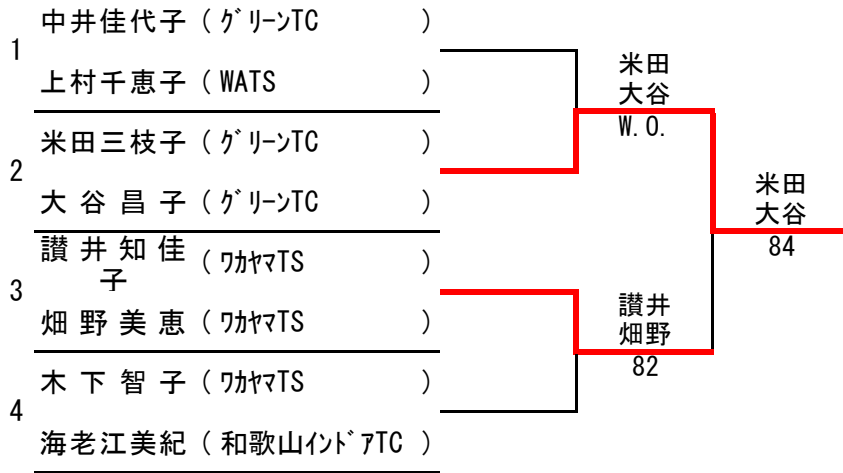 1
中井佳代子 ( グリーンTC )
上村千恵子 ( WATS )
2
米田三枝子 ( グリーンTC )
大 谷 昌 子 ( グリーンTC )
3
讃 井 知 佳
子 ( ワカヤマTS )
畑 野 美 恵 ( ワカヤマTS )
4
木 下 智 子 ( ワカヤマTS )
海老江美紀 ( 和歌山インドアTC )
米田
大谷
W.O.
讃井
畑野
82
米田
大谷
84